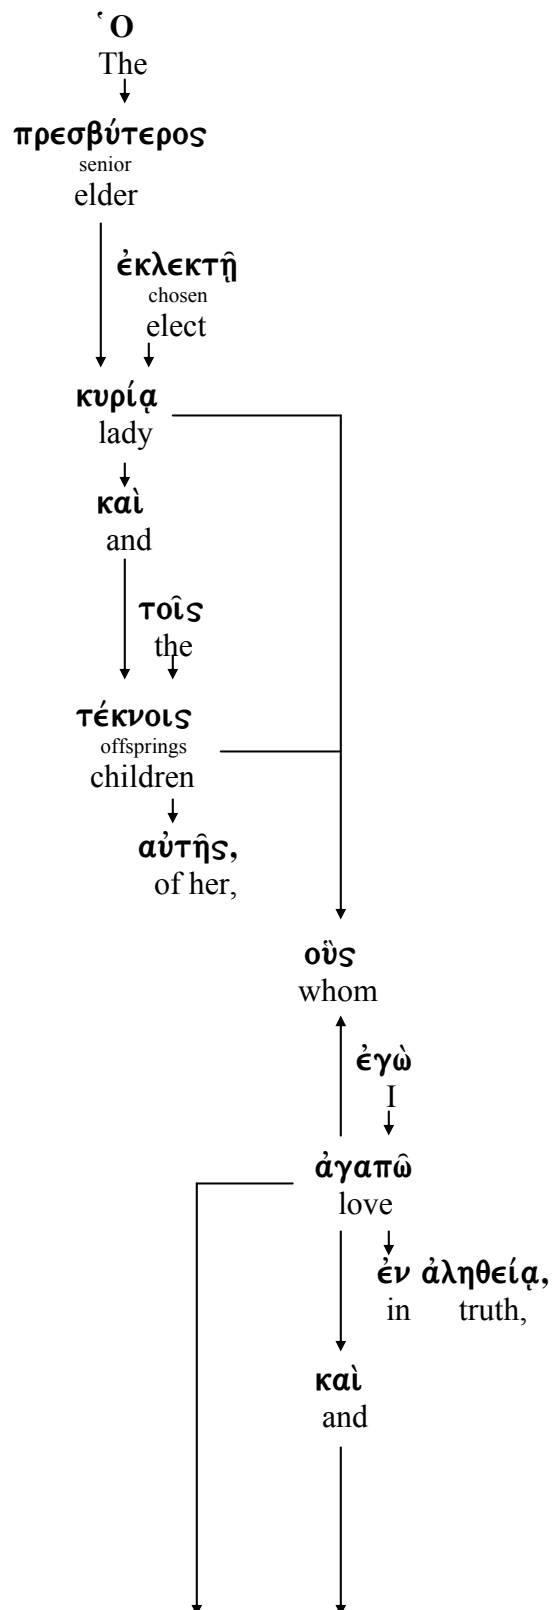 Ὁ
The
πρεσβύτερος
senior
elder
ἐκλεκτῇ
chosen
elect
κυρίᾳ
lady
καὶ
and
τοῖς
the
τέκνοις
offsprings
children
αὐτῆς,
of her,
οὓς
whom
ἐγὼ
I
ἀγαπῶ
love
ἐν ἀληθείᾳ,
in truth,
καὶ
and